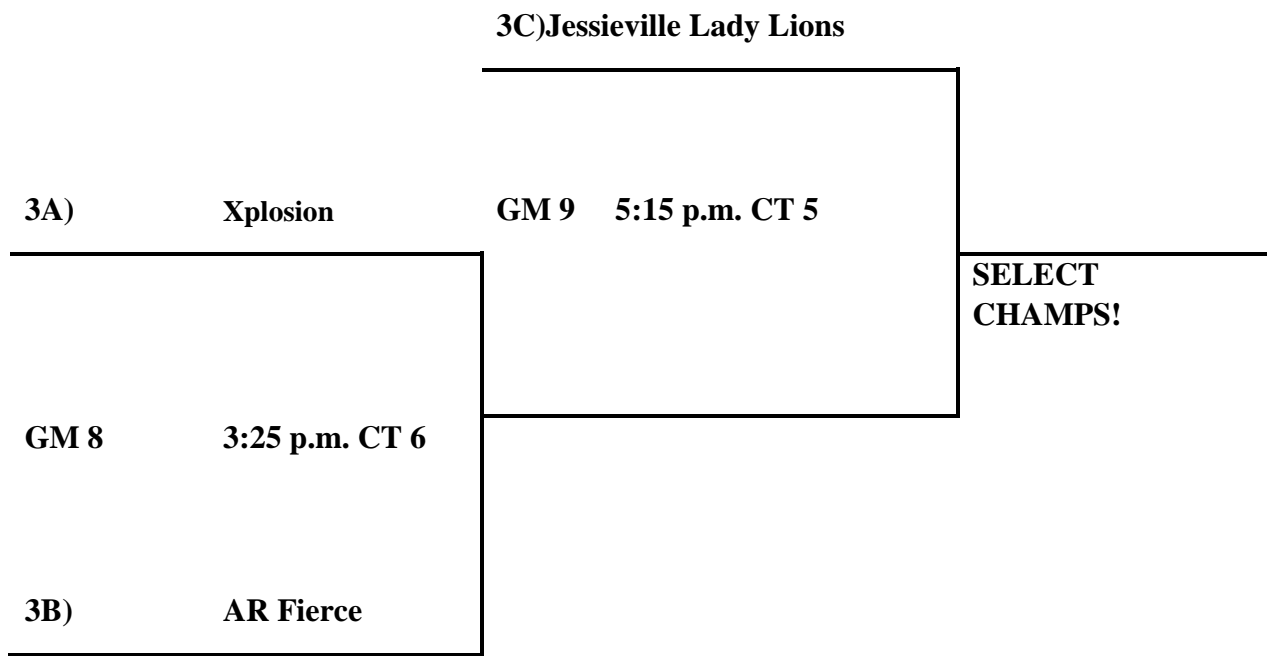 3C)Jessieville Lady Lions
3A) Xplosion GM 9 5:15 p.m. CT 5
SELECT
CHAMPS!
GM 8 3:25 p.m. CT 6
3B) AR Fierce